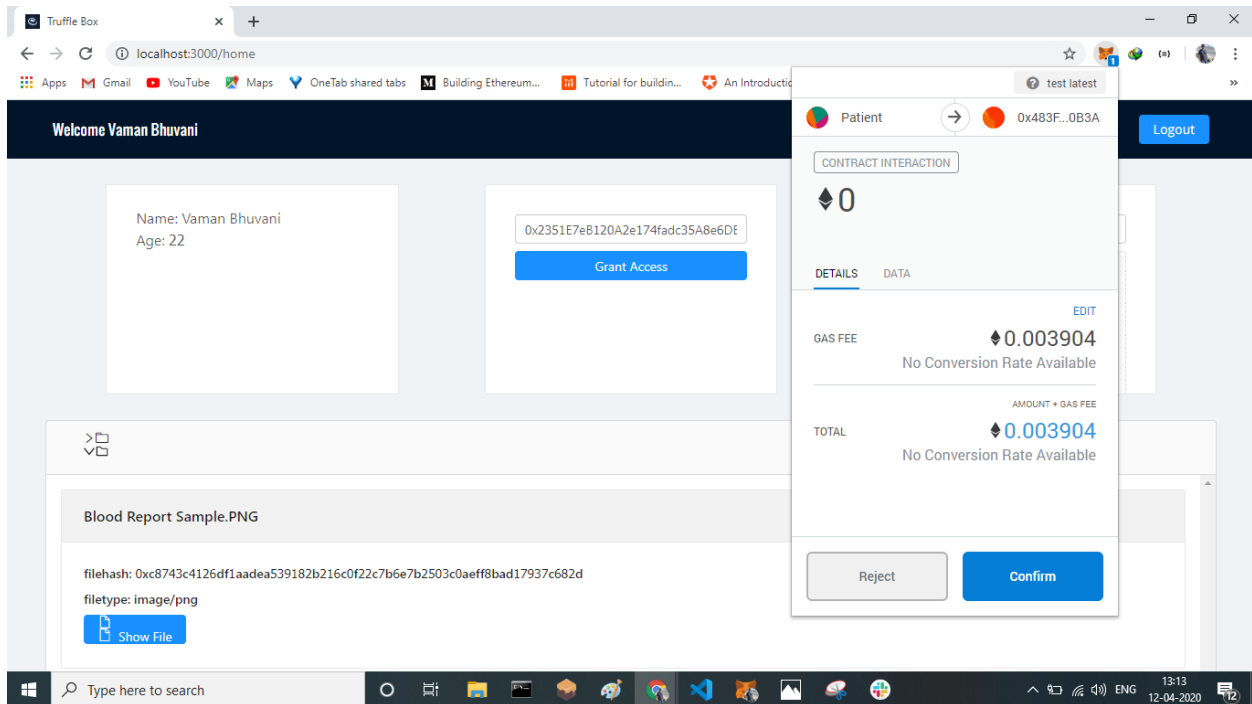 Truffle Box
localhost:3000/home
1
Apps Gmail YouTube Maps OneTab shared tabs Building Ethereum... Tutorial for buildin... An Introductio
test latest
Welcome Vaman Bhuvani
Patient
0x483F...0B3A
Logout
CONTRACT INTERACTION
0
Name: Vaman Bhuvani
Age: 22
0x2351E7eB120A2e174fadc35A8e6DE
Grant Access
DETAILS DATA
EDIT
GAS FEE
0.003904
No Conversion Rate Available
AMOUNT + GAS FEE
TOTAL
0.003904
No Conversion Rate Available
Blood Report Sample.PNG
filehash: 0xc8743c4126df1aadea539182b216c0f22c7b6e7b2503c0aeff8bad17937c682d
filetype: image/png
Show File
Reject
Confirm
Type here to search
ENG
13:13
12-04-2020
12